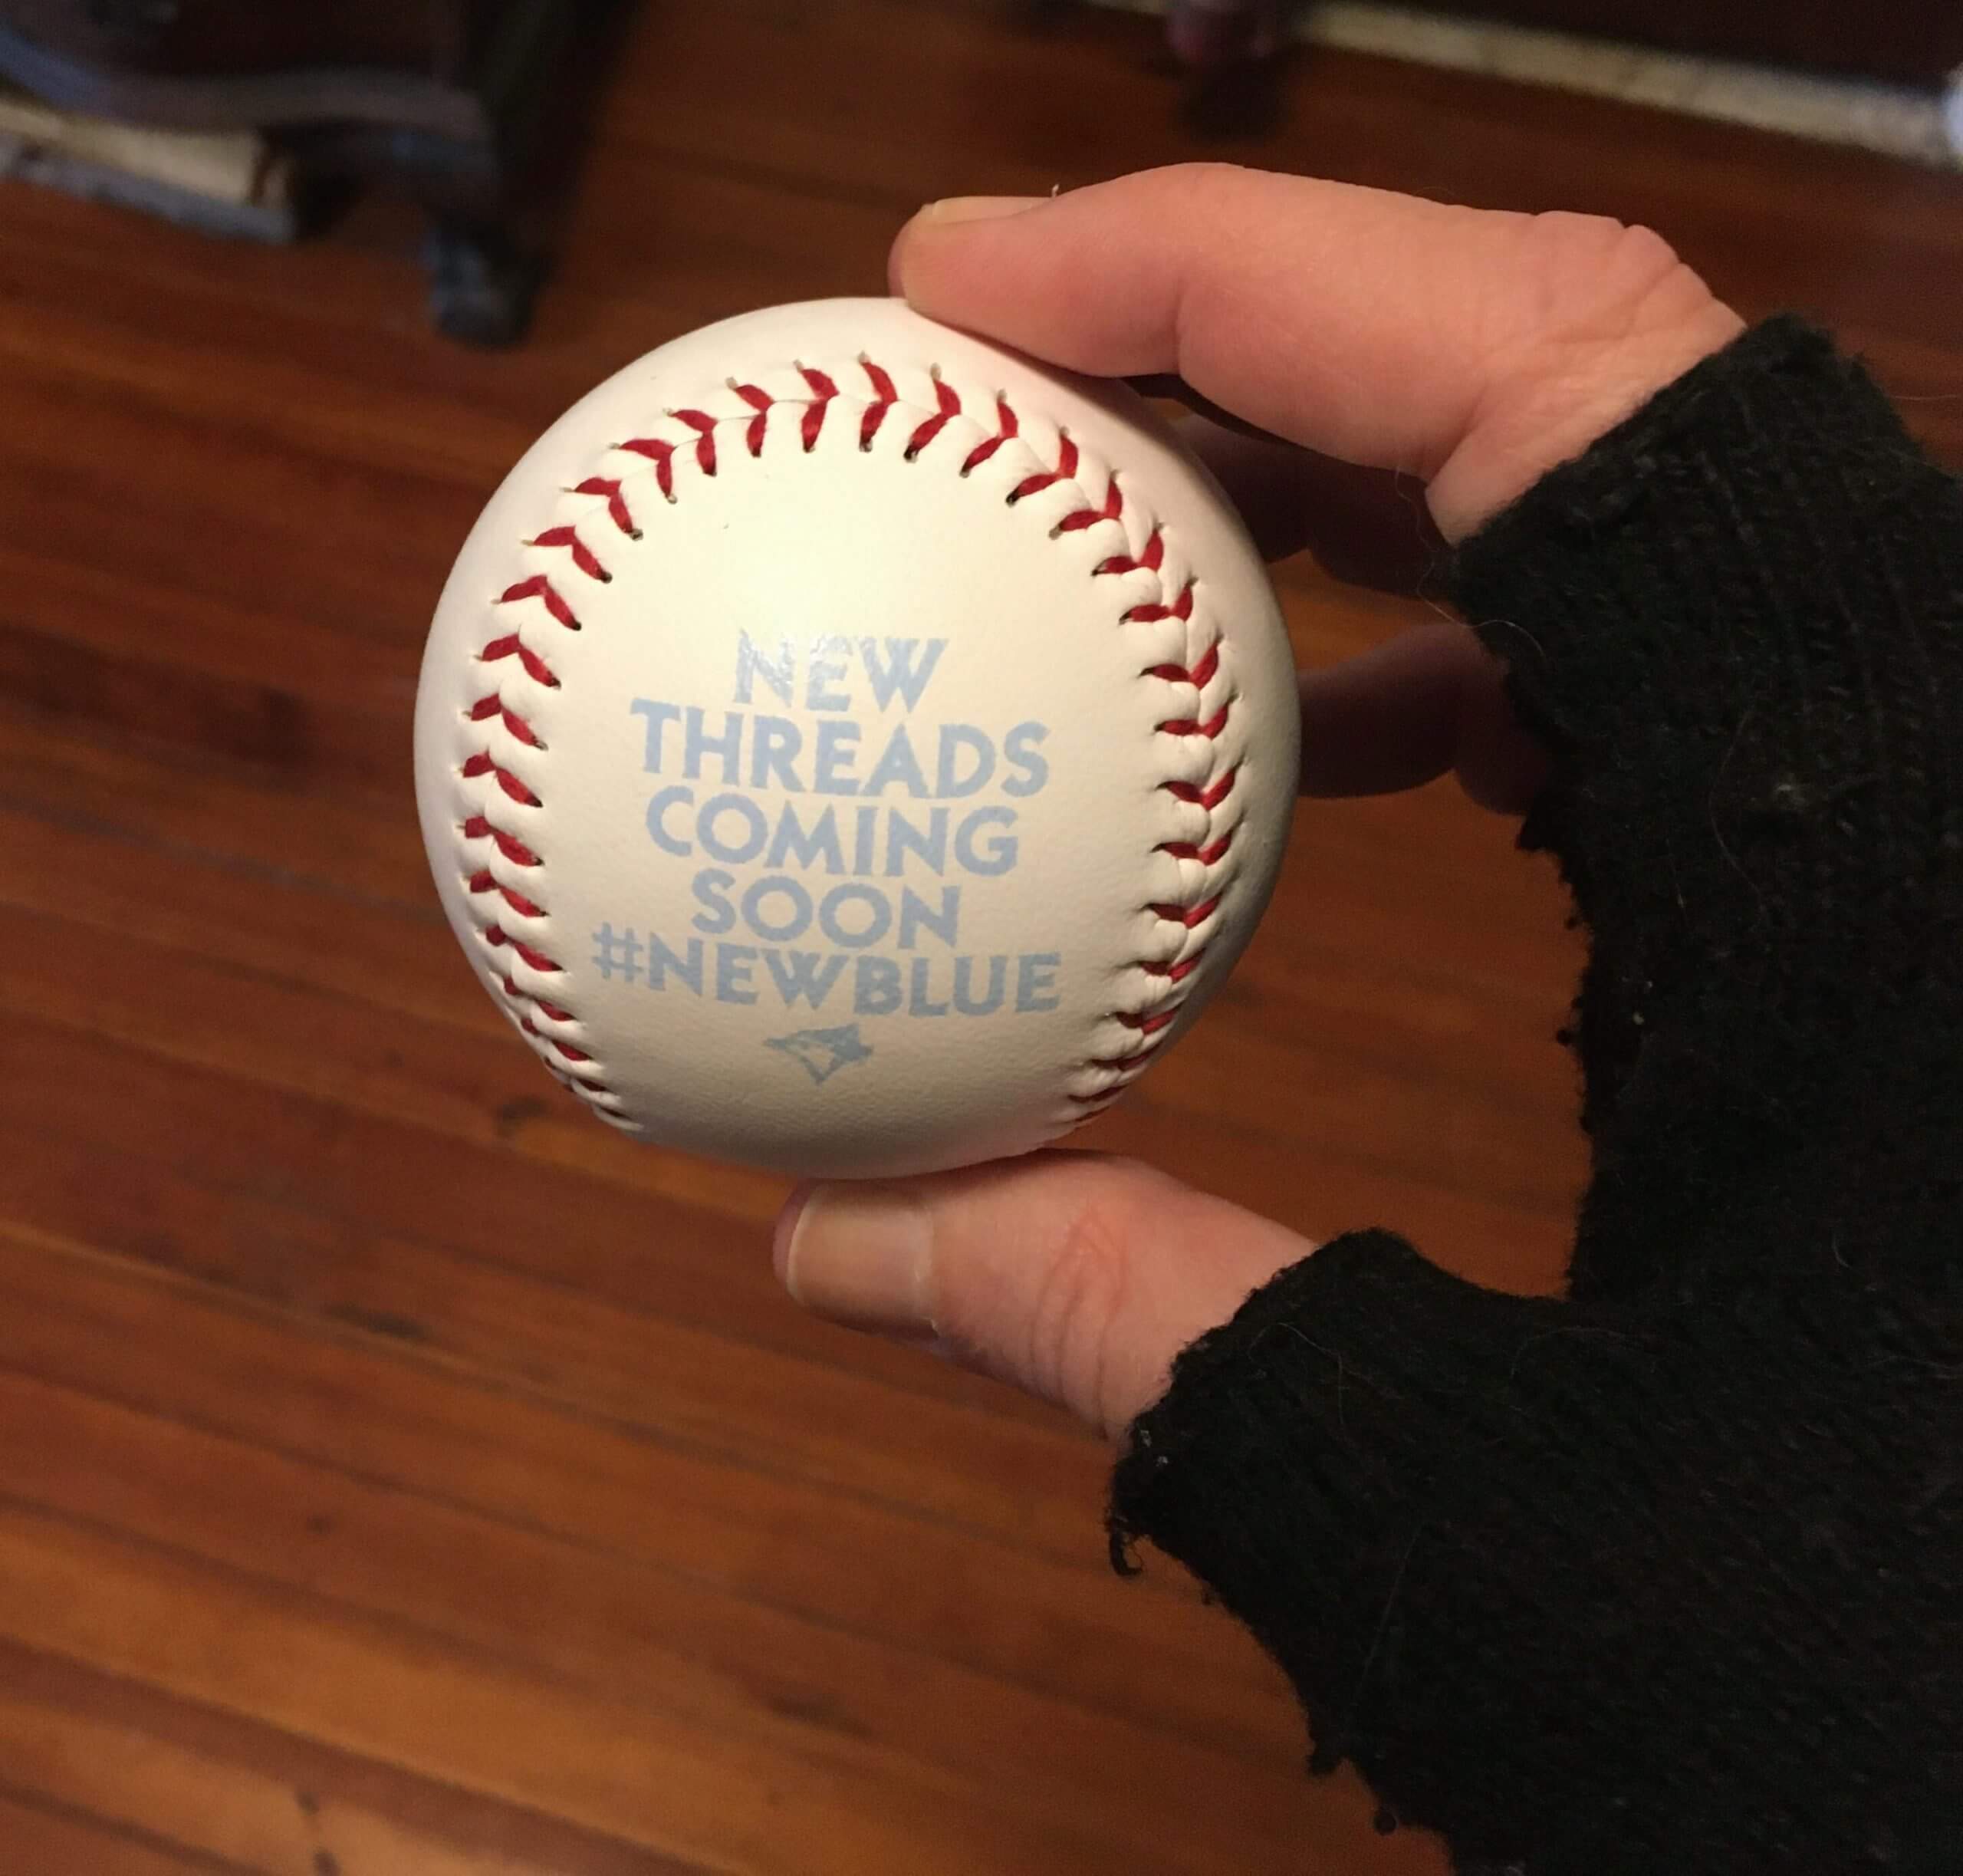 NEW
THREADS
COMING
SOON
#NEWBLUE